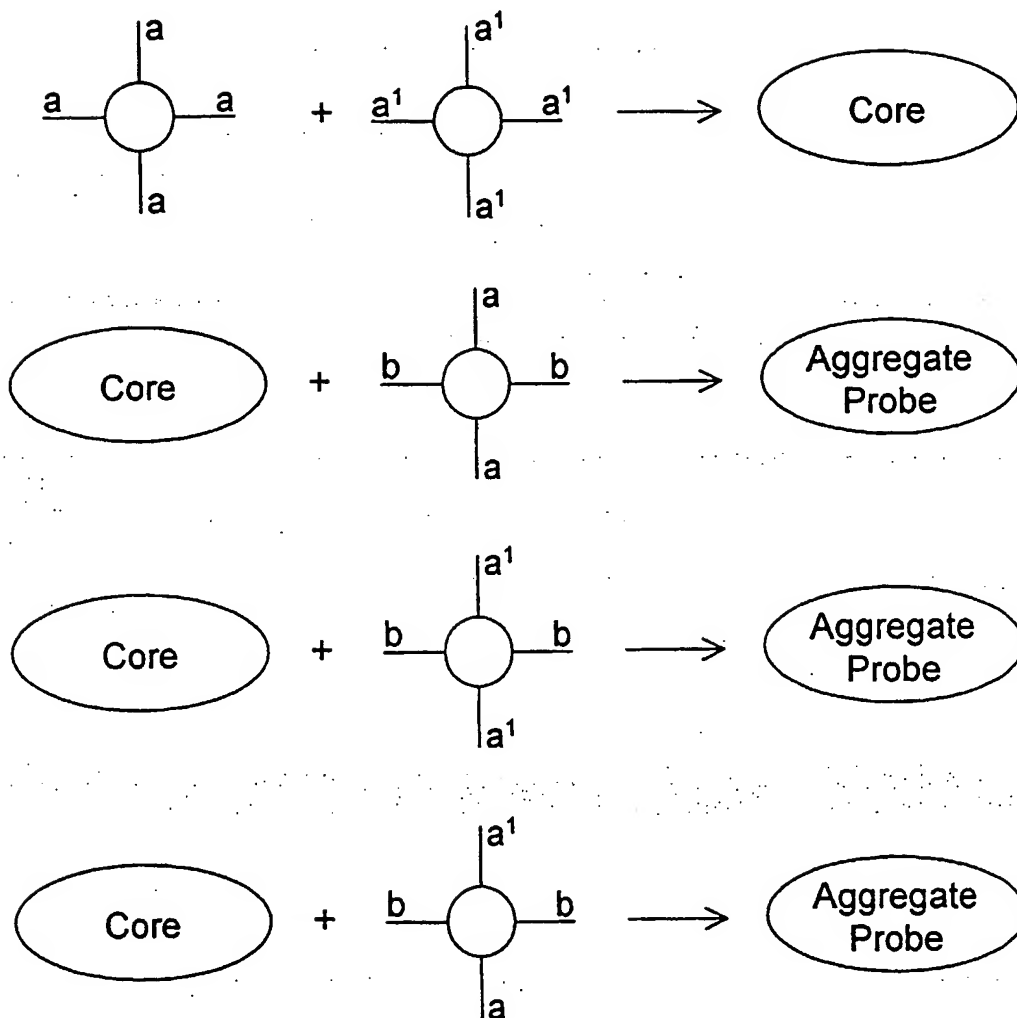 a a¹
a a + a¹ a¹ → Core
a a¹
a
Core + b b → Aggregate
Probe
a
a¹
Core + b b → Aggregate
Probe
a¹
a¹
Core + b b → Aggregate
Probe
a